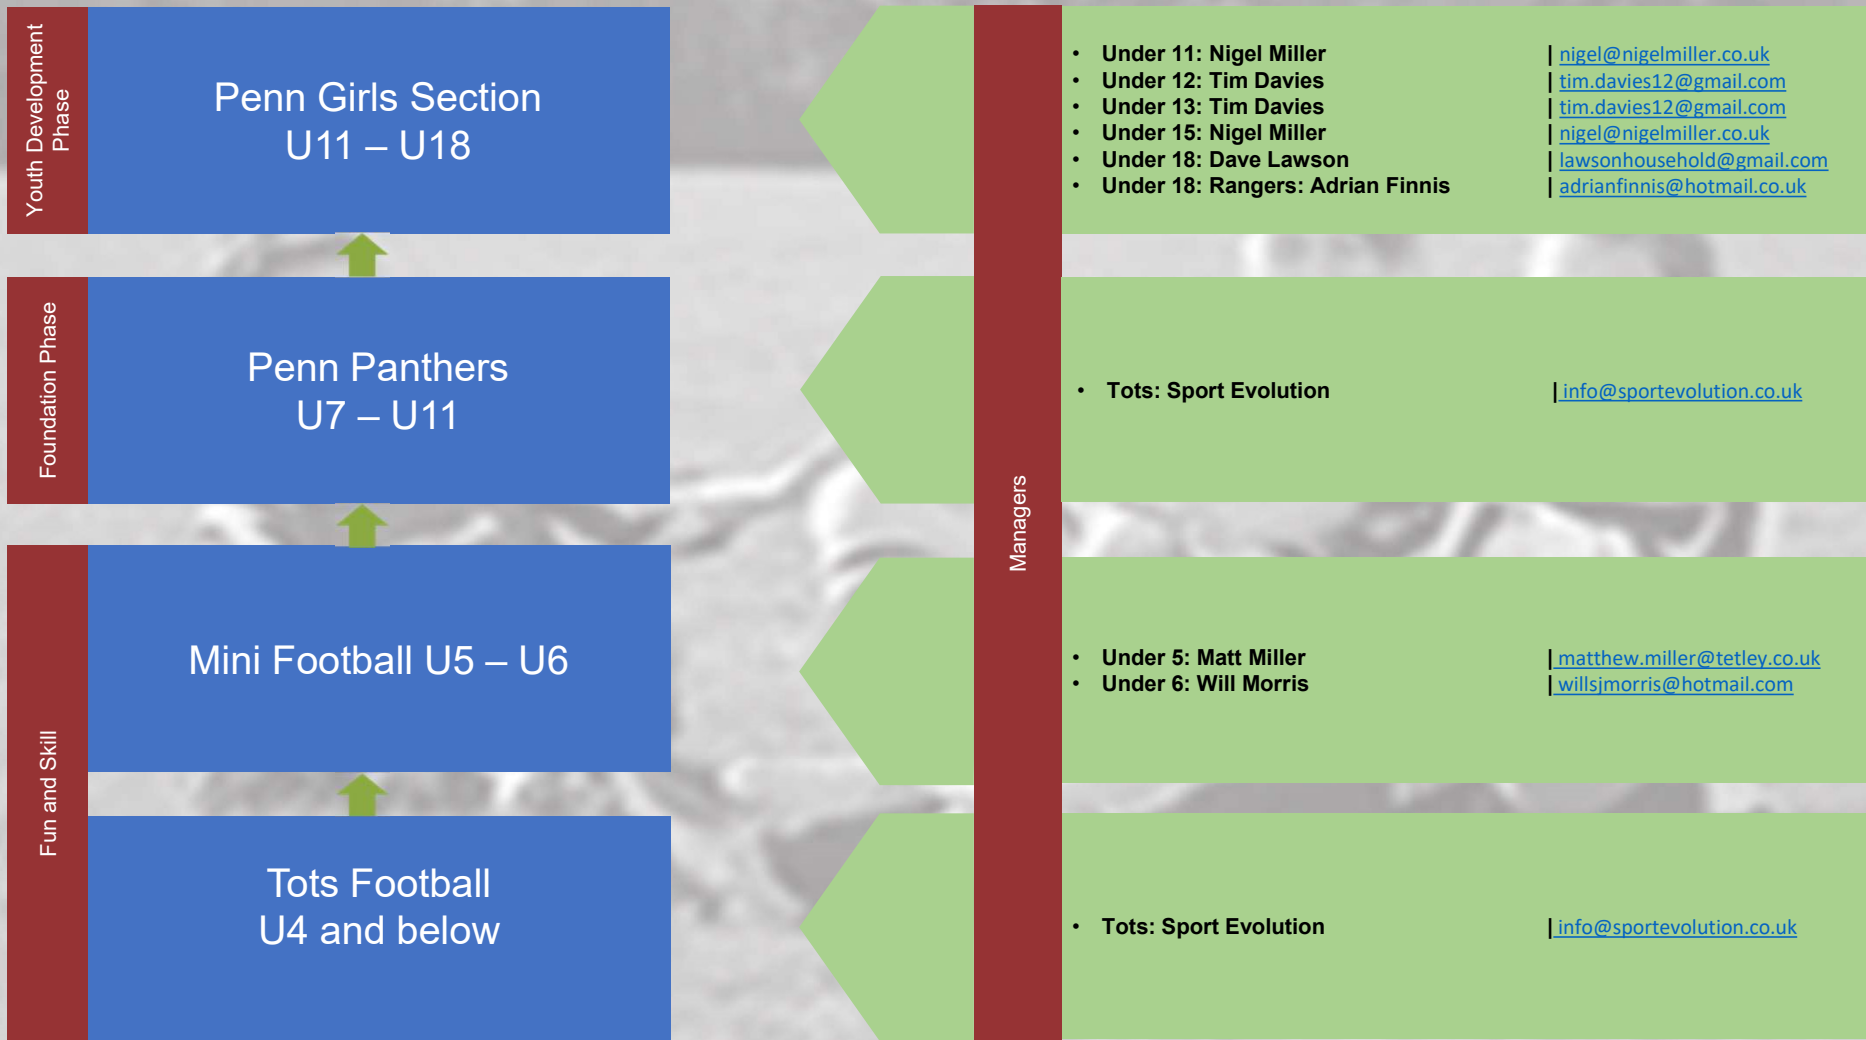 Youth Development
Phase
Penn Girls Section
U11 – U18
• Under 11: Nigel Miller | nigel@nigelmiller.co.uk
• Under 12: Tim Davies | tim.davies12@gmail.com
• Under 13: Tim Davies | tim.davies12@gmail.com
• Under 15: Nigel Miller | nigel@nigelmiller.co.uk
• Under 18: Dave Lawson | lawsonhousehold@gmail.com
• Under 18: Rangers: Adrian Finnis | adrianfinnis@hotmail.co.uk
Foundation Phase
Penn Panthers
U7 – U11
• Tots: Sport Evolution | info@sportevolution.co.uk
Managers
Fun and Skill
Mini Football U5 – U6
• Under 5: Matt Miller | matthew.miller@tetley.co.uk
• Under 6: Will Morris | willsjmorris@hotmail.com
Tots Football
U4 and below
• Tots: Sport Evolution | info@sportevolution.co.uk